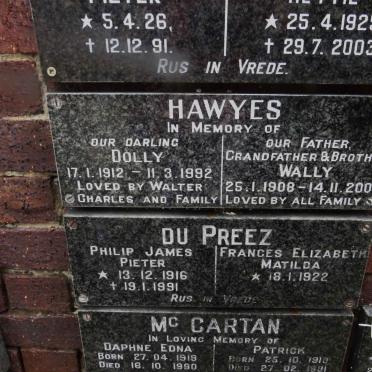 ★ 5.4.26. ★ 25.4.192
✝ 12.12.91. ✝ 29.7.2003
RUS IN VREDE.
HAWYES
IN MEMORY OF
OUR DARLING
DOLLY
17.1.1912. – 11.3.1992
LOVED BY WALTER
CHARLES AND FAMILY
OUR FATHER,
GRANDFATHER & BROTH
WALLY
25.1.1908 - 14.11.200
LOVED BY ALL FAMILY
DU PREEZ
PHILIP JAMES
PIETER
★ 13.12.1916
✝ 19.1.1991
FRANCES ELIZABETH
MATILDA
★ 18.1.1922
RUS IN VREDE
MC CARTAN
IN LOVING MEMORY OF
DAPHNE EDNA
BORN 27.04.1919
DIED 16.10.1990
PATRICK
BORN 25.10.1910
DIED 27.02.1991